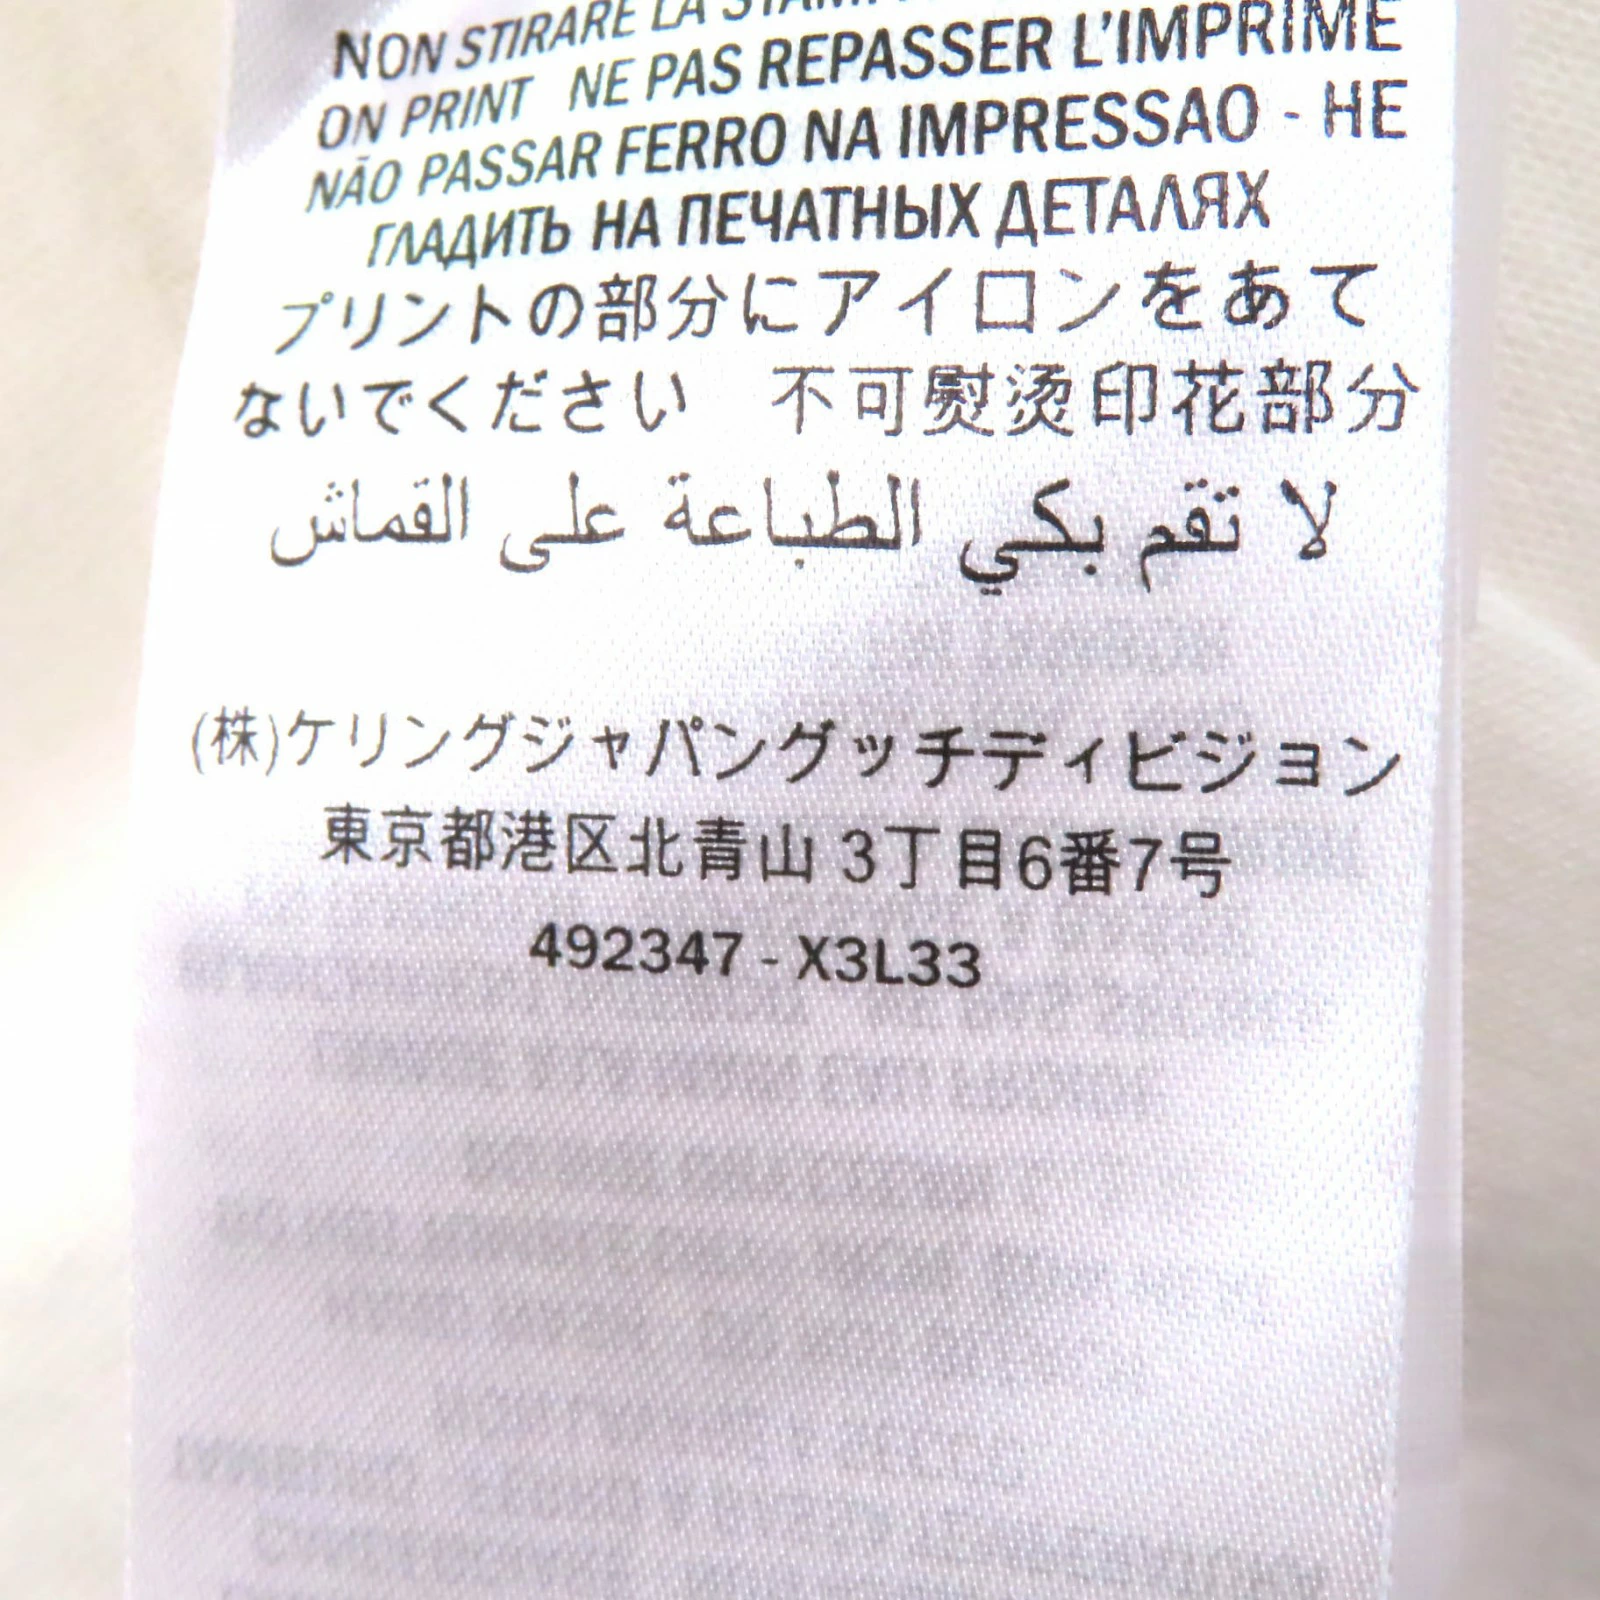 NON STIRARE LA
ON PRINT NE PAS REPASSER L'IMPRIME
NÃO PASSAR FERRO NA IMPRESSAO - НЕ
ГЛАДИТЬ НА ПЕЧАТНЫХ ДЕТАЛЯХ
プリントの部分にアイロンをあて
ないでください 不可熨烫印花部分
لا تقم بكي الطباعة على القماش
(株)ケリングジャパングッチディビジョン
東京都港区北青山 3丁目6番7号
492347 - X3L33